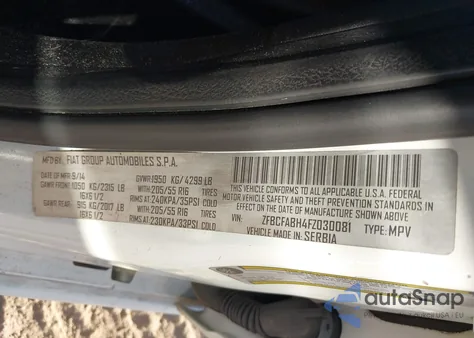 MFD BY: FIAT GROUP AUTOMOBILES S.P.A.
DATE OF MFR 9/14 GVWR:1950 KG/4299 LB
GAWR FRONT:1050 KG/2315 LB WITH 205/55 R16 TIRES
16X6 1/2 RIMS AT: 240KPA/35PSI COLD
GAWR REAR: 915 KG/2017 LB WITH 205/55 R16 TIRES
16X6 1/2 RIMS AT: 230KPA/33PSI COLD
THIS VEHICLE CONFORMS TO ALL APPLICABLE FEDERAL
MOTOR VEHICLE SAFETY, BUMPER, AND THEFT
PREVENTION STANDARDS IN EFFECT ON THE DATE OF
MANUFACTURE SHOWN ABOVE.
VIN: ZFBCFABH4FZ030081 TYPE: MPV
VEHICLE MADE IN: SERBIA
autoSnap